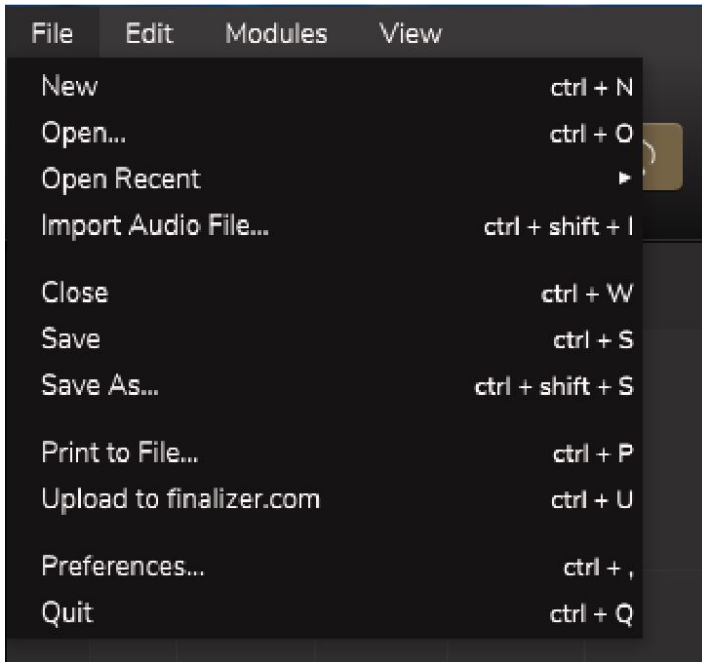 File Edit Modules View
New ctrl + N
Open... ctrl + O
Open Recent ►
Import Audio File... ctrl + shift + I
Close ctrl + W
Save ctrl + S
Save As... ctrl + shift + S
Print to File... ctrl + P
Upload to finalizer.com ctrl + U
Preferences... ctrl + ,
Quit ctrl + Q